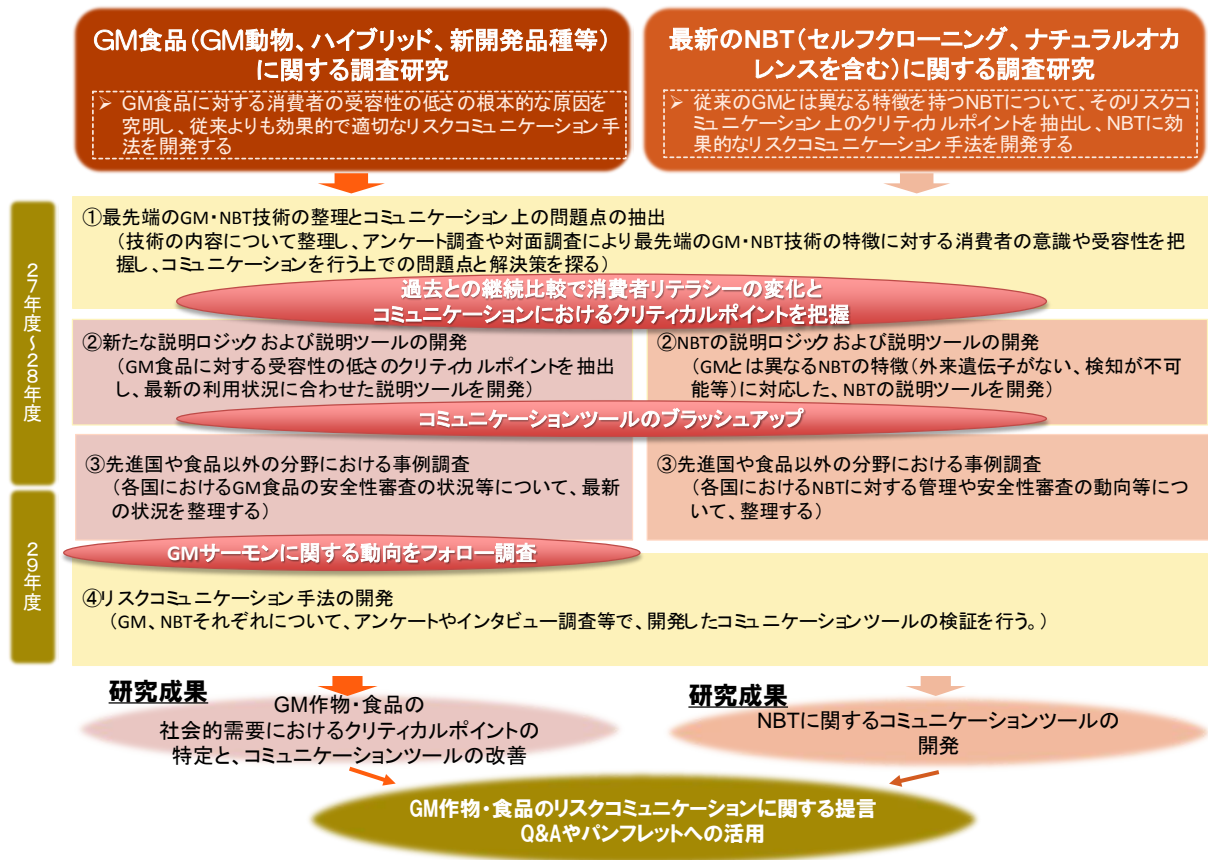 GM食品(GM動物、ハイブリッド、新開発品種等)
に関する調査研究
➢ GM食品に対する消費者の受容性の低さの根本的な原因を
究明し、従来よりも効果的で適切なリスクコミュニケーション手
法を開発する
最新のNBT(セルフクローニング、ナチュラルオカ
レンスを含む)に関する調査研究
➢ 従来のGMとは異なる特徴を持つNBTについて、そのリスクコ
ミュニケーション上のクリティカルポイントを抽出し、NBTに効
果的なリスクコミュニケーション手法を開発する
27年度～28年度
①最先端のGM・NBT技術の整理とコミュニケーション上の問題点の抽出
(技術の内容について整理し、アンケート調査や対面調査により最先端のGM・NBT技術の特徴に対する消費者の意識や受容性を把
握し、コミュニケーションを行う上での問題点と解決策を探る)
過去との継続比較で消費者リテラシーの変化と
コミュニケーションにおけるクリティカルポイントを把握
②新たな説明ロジックおよび説明ツールの開発
(GM食品に対する受容性の低さのクリティカルポイントを抽出
し、最新の利用状況に合わせた説明ツールを開発)
②NBTの説明ロジックおよび説明ツールの開発
(GMとは異なるNBTの特徴(外来遺伝子がない、検知が不可
能等)に対応した、NBTの説明ツールを開発)
コミュニケーションツールのブラッシュアップ
③先進国や食品以外の分野における事例調査
(各国におけるGM食品の安全性審査の状況等について、最新
の状況を整理する)
③先進国や食品以外の分野における事例調査
(各国におけるNBTに対する管理や安全性審査の動向等につ
いて、整理する)
29年度
GMサーモンに関する動向をフォロー調査
④リスクコミュニケーション手法の開発
(GM、NBTそれぞれについて、アンケートやインタビュー調査等で、開発したコミュニケーションツールの検証を行う。)
研究成果
GM作物・食品の
社会的需要におけるクリティカルポイントの
特定と、コミュニケーションツールの改善
研究成果
NBTに関するコミュニケーションツールの
開発
GM作物・食品のリスクコミュニケーションに関する提言
Q&Aやパンフレットへの活用